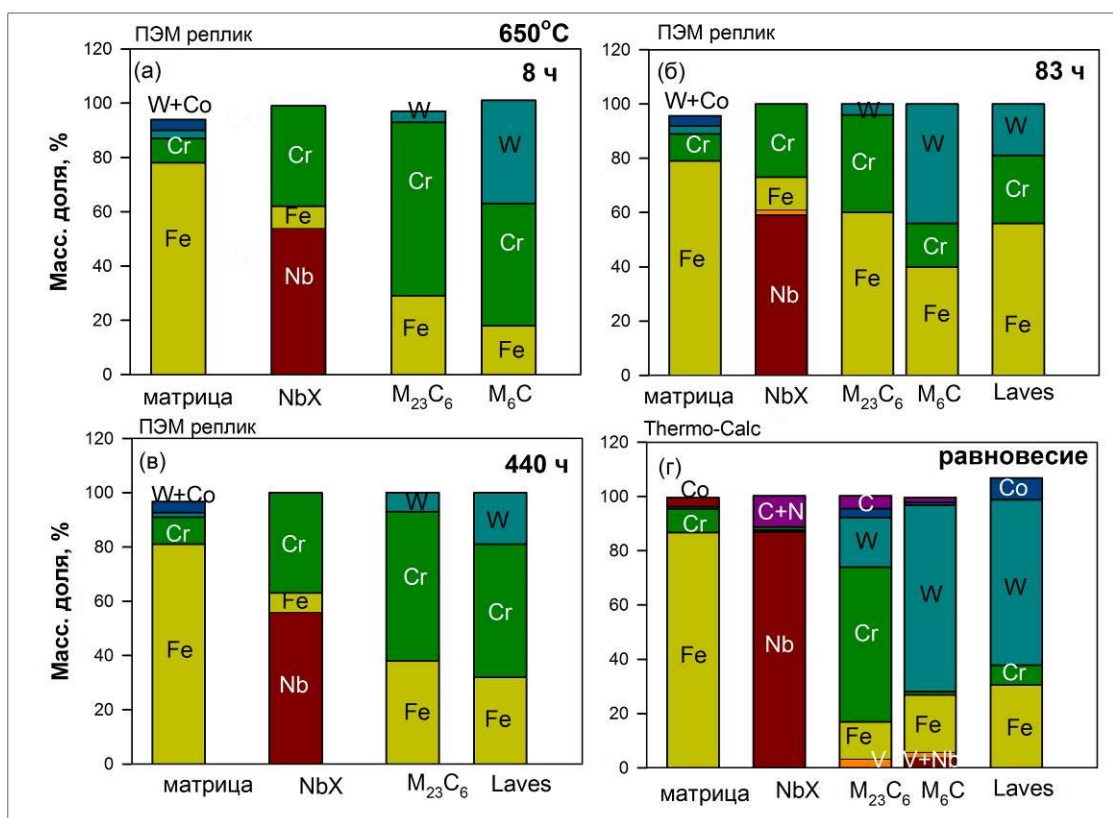 ПЭМ реплик
650°C
(а)
8 ч
120
100
80
60
40
20
0
Масс. доля, %
W+Co
Cr
Fe
Cr
Fe
Nb
W
Cr
Fe
W
Cr
Fe
матрица
NbX
M23C6
M6C
ПЭМ реплик
(б)
83 ч
120
100
80
60
40
20
0
W+Co
Cr
Fe
Cr
Fe
Nb
W
Cr
Fe
W
Cr
Fe
W
Cr
Fe
матрица
NbX
M23C6
M6C
Laves
ПЭМ реплик
(в)
440 ч
120
100
80
60
40
20
0
Масс. доля, %
W+Co
Cr
Fe
Cr
Fe
Nb
W
Cr
Fe
W
Cr
Fe
матрица
NbX
M23C6
Laves
Thermo-Calc
(г)
равновесие
120
100
80
60
40
20
0
Co
Cr
Fe
C+N
Nb
C
W
Cr
Fe
V
W
Fe
V+Nb
Co
W
Cr
Fe
матрица
NbX
M23C6
M6C
Laves